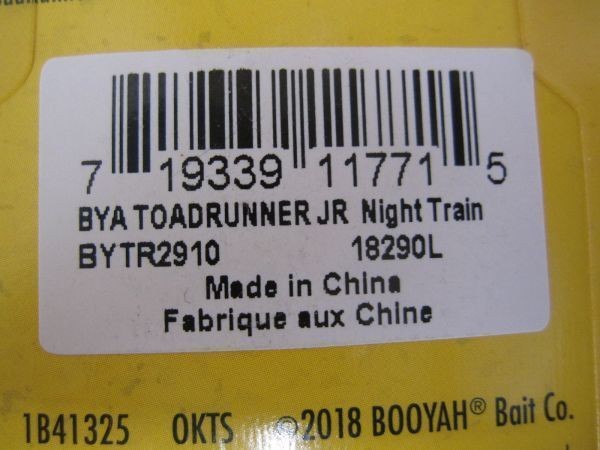 7 19339 11771 5
BYA TOADRUNNER JR Night Train
BYTR2910 18290L
Made in China
Fabrique aux Chine
1B41325 OKTS ©2018 BOOYAH® Bait Co.